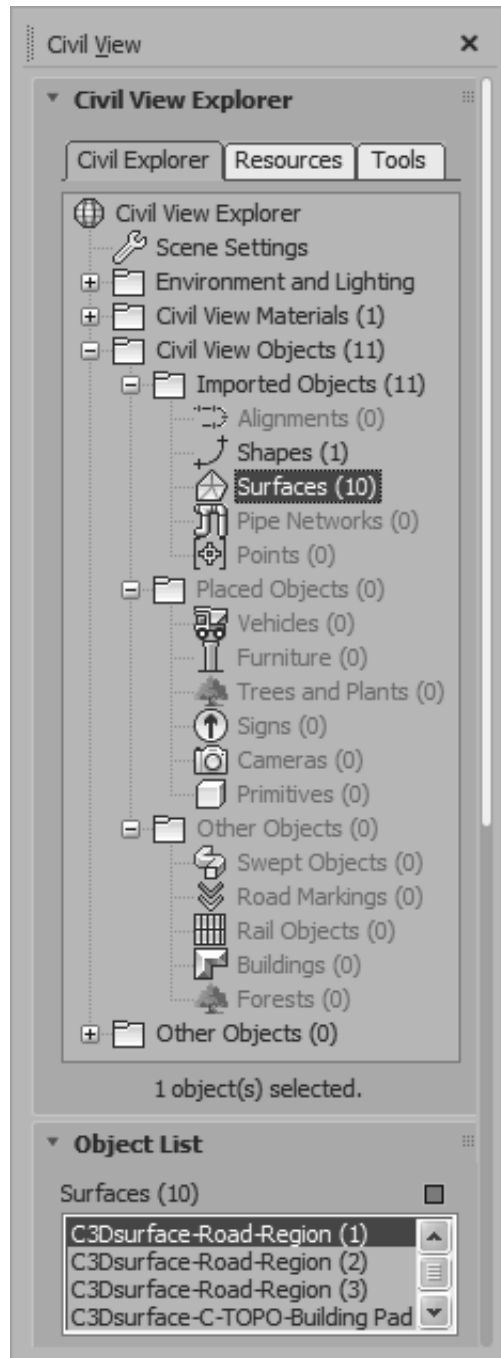 Civil View
Civil View Explorer
Civil Explorer Resources Tools
Civil View Explorer
Scene Settings
Environment and Lighting
Civil View Materials (1)
Civil View Objects (11)
Imported Objects (11)
Alignments (0)
Shapes (1)
Surfaces (10)
Pipe Networks (0)
Points (0)
Placed Objects (0)
Vehicles (0)
Furniture (0)
Trees and Plants (0)
Signs (0)
Cameras (0)
Primitives (0)
Other Objects (0)
Swept Objects (0)
Road Markings (0)
Rail Objects (0)
Buildings (0)
Forests (0)
Other Objects (0)
1 object(s) selected.
Object List
Surfaces (10)
C3Dsurface-Road-Region (1)
C3Dsurface-Road-Region (2)
C3Dsurface-Road-Region (3)
C3Dsurface-C-TOPO-Building Pad